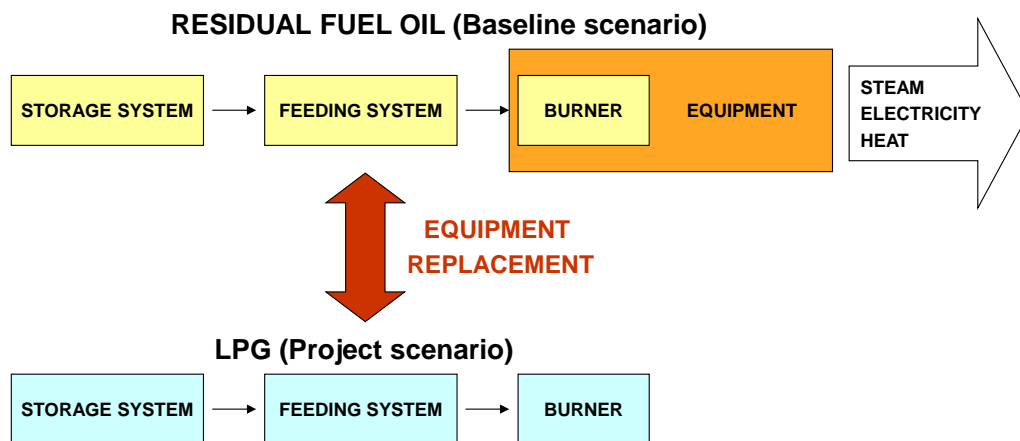 RESIDUAL FUEL OIL (Baseline scenario)
STORAGE SYSTEM
FEEDING SYSTEM
BURNER
EQUIPMENT
STEAM
ELECTRICITY
HEAT
EQUIPMENT
REPLACEMENT
LPG (Project scenario)
STORAGE SYSTEM
FEEDING SYSTEM
BURNER